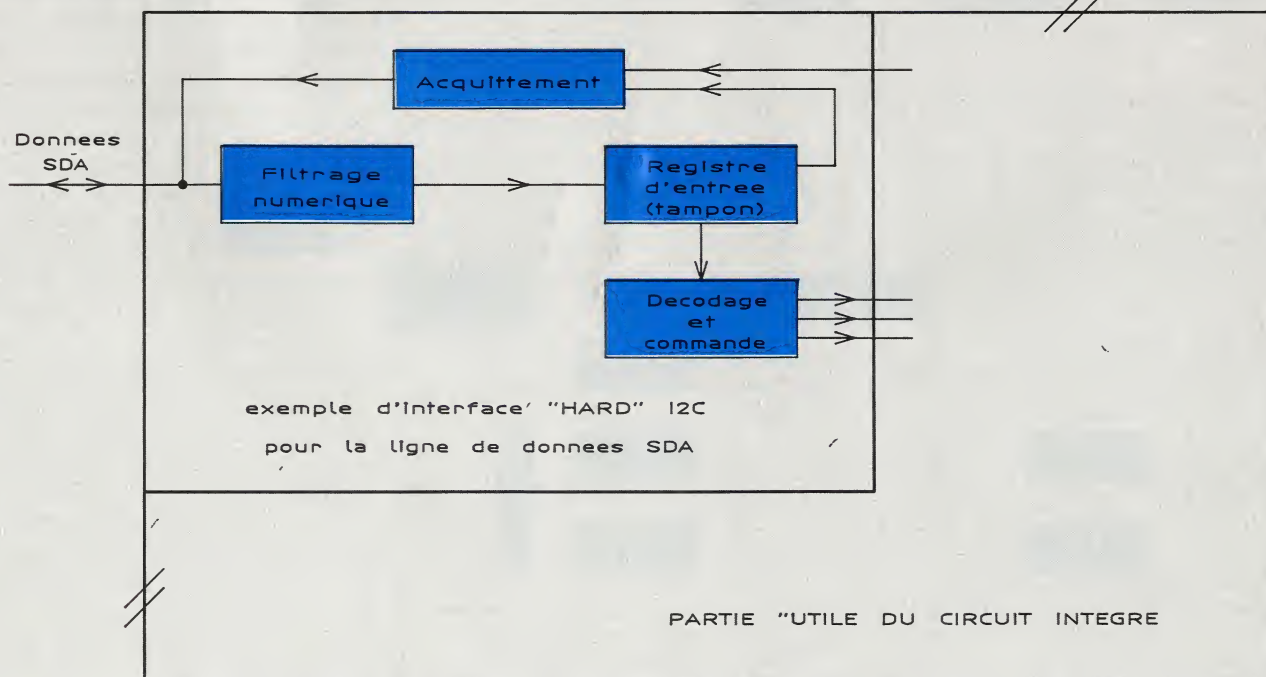 Acquittement
Donnees
SDA
Filtrage
numerique
Registre
d'entree
(tampon)
Decodage
et
commande
exemple d'interface "HARD" I2C
pour la ligne de donnees SDA
PARTIE "UTILE DU CIRCUIT INTEGRE